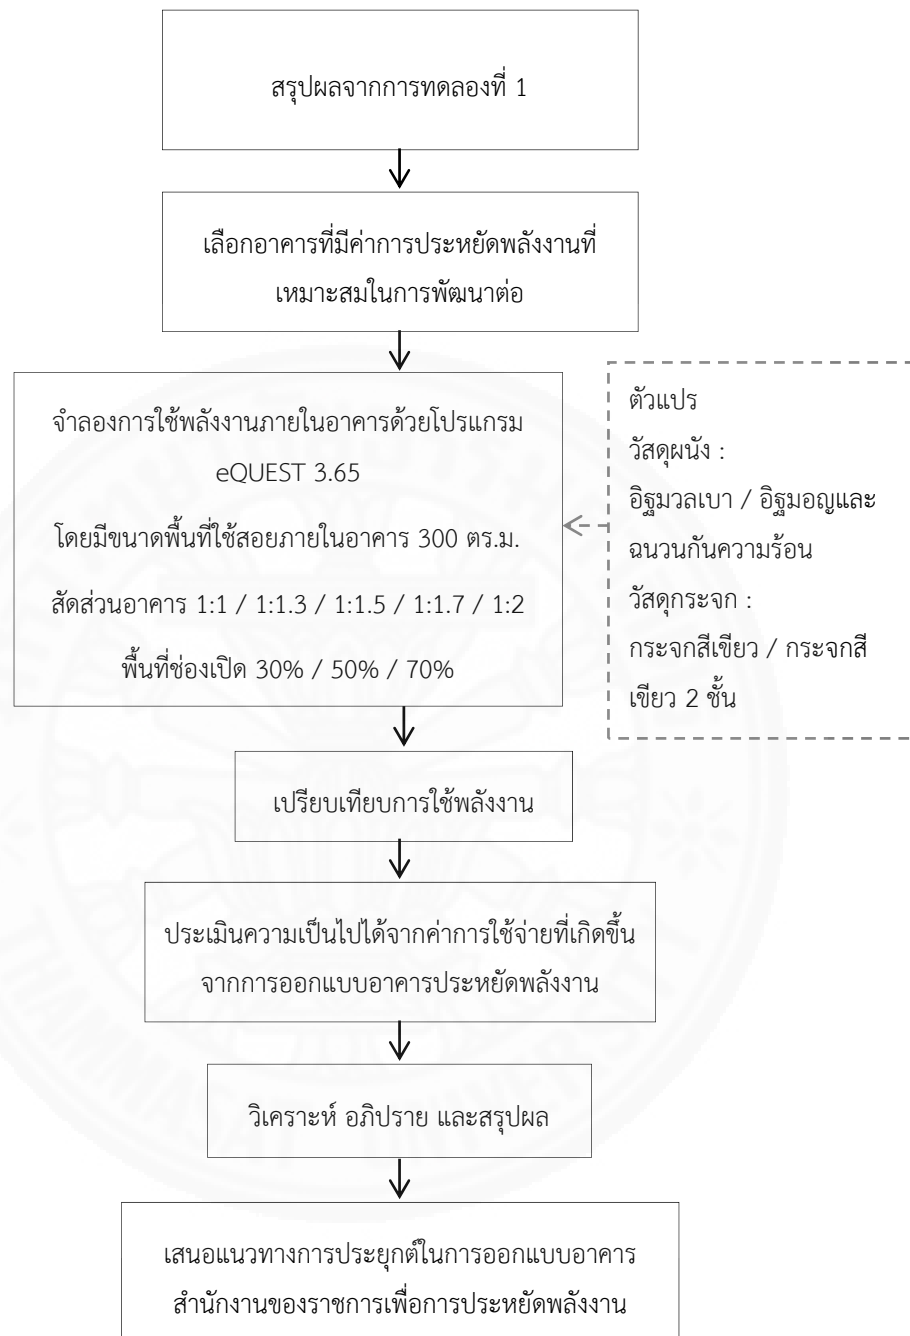 สรุปผลจากการทดลองที่ 1
เลือกอาคารที่มีค่าการประหยัดพลังงานที่
เหมาะสมในการพัฒนาต่อ
จำลองการใช้พลังงานภายในอาคารด้วยโปรแกรม
eQUEST 3.65
โดยมีขนาดพื้นที่ใช้สอยภายในอาคาร 300 ตร.ม.
สัดส่วนอาคาร 1:1 / 1:1.3 / 1:1.5 / 1:1.7 / 1:2
พื้นที่ช่องเปิด 30% / 50% / 70%
ตัวแปร
วัสดุผนัง :
อิฐมวลเบา / อิฐมอญและ
ฉนวนกันความร้อน
วัสดุกระจก :
กระจกสีเขียว / กระจกสี
เขียว 2 ชั้น
เปรียบเทียบการใช้พลังงาน
ประเมินความเป็นไปได้จากค่าการใช้จ่ายที่เกิดขึ้น
จากการออกแบบอาคารประหยัดพลังงาน
วิเคราะห์ อภิปราย และสรุปผล
เสนอแนวทางการประยุกต์ในการออกแบบอาคาร
สำนักงานของราชการเพื่อการประหยัดพลังงาน
THAMMASAT UNIVERSITY